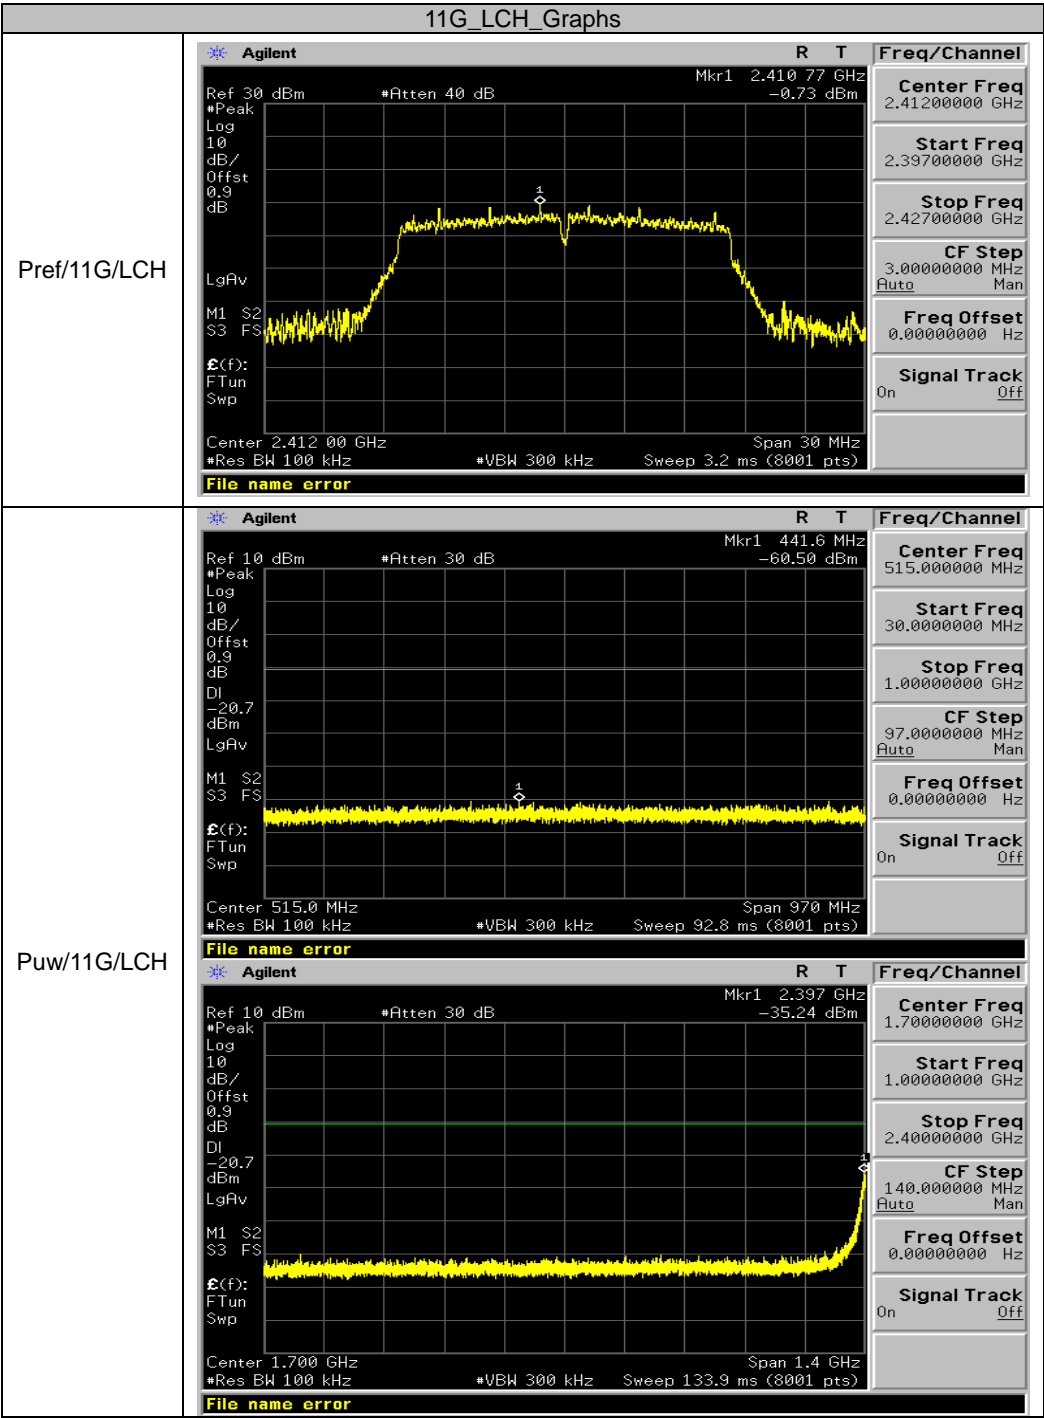 11G_LCH_Graphs
Pref/11G/LCH
Agilent R T Freq/Channel
Mkr1 2.410 77 GHz
Ref 30 dBm #Atten 40 dB -0.73 dBm
#Peak
Log
10
dB/
Offst
0.9
dB
LgAv
M1 S2
S3 FS
£(f):
FTun
Swp
1
Center 2.412 00 GHz Span 30 MHz
#Res BW 100 kHz #VBW 300 kHz Sweep 3.2 ms (8001 pts)
File name error
Center Freq
2.41200000 GHz
Start Freq
2.39700000 GHz
Stop Freq
2.42700000 GHz
CF Step
3.00000000 MHz
Auto Man
Freq Offset
0.00000000 Hz
Signal Track
On Off
Puw/11G/LCH
Agilent R T Freq/Channel
Mkr1 441.6 MHz
Ref 10 dBm #Atten 30 dB -60.50 dBm
#Peak
Log
10
dB/
Offst
0.9
dB
DI
-20.7
dBm
LgAv
M1 S2
S3 FS
£(f):
FTun
Swp
1
Center 515.0 MHz Span 970 MHz
#Res BW 100 kHz #VBW 300 kHz Sweep 92.8 ms (8001 pts)
File name error
Center Freq
515.000000 MHz
Start Freq
30.0000000 MHz
Stop Freq
1.00000000 GHz
CF Step
97.0000000 MHz
Auto Man
Freq Offset
0.00000000 Hz
Signal Track
On Off
Agilent R T Freq/Channel
Mkr1 2.397 GHz
Ref 10 dBm #Atten 30 dB -35.24 dBm
#Peak
Log
10
dB/
Offst
0.9
dB
DI
-20.7
dBm
LgAv
M1 S2
S3 FS
£(f):
FTun
Swp
1
Center 1.700 GHz Span 1.4 GHz
#Res BW 100 kHz #VBW 300 kHz Sweep 133.9 ms (8001 pts)
File name error
Center Freq
1.70000000 GHz
Start Freq
1.00000000 GHz
Stop Freq
2.40000000 GHz
CF Step
140.000000 MHz
Auto Man
Freq Offset
0.00000000 Hz
Signal Track
On Off